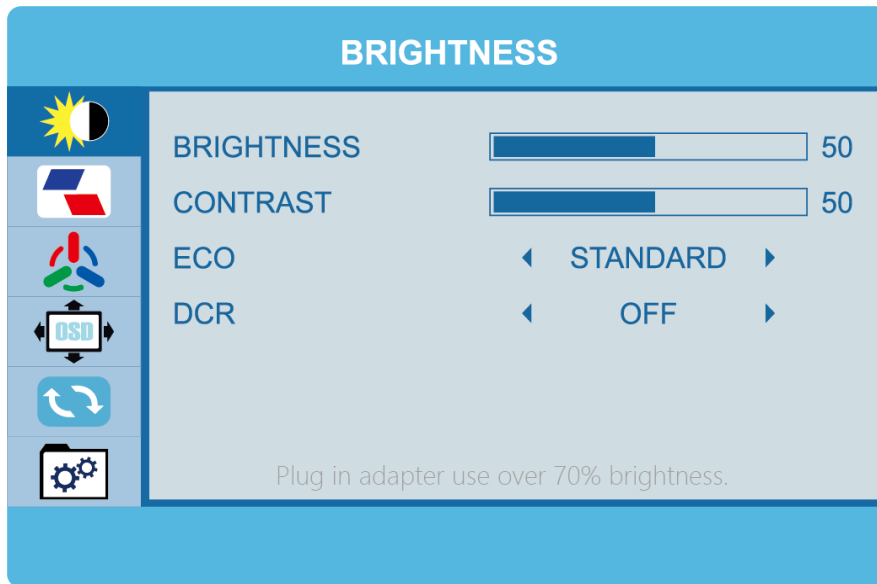 BRIGHTNESS
BRIGHTNESS 50
CONTRAST 50
ECO STANDARD
DCR OFF
OSD
Plug in adapter use over 70% brightness.